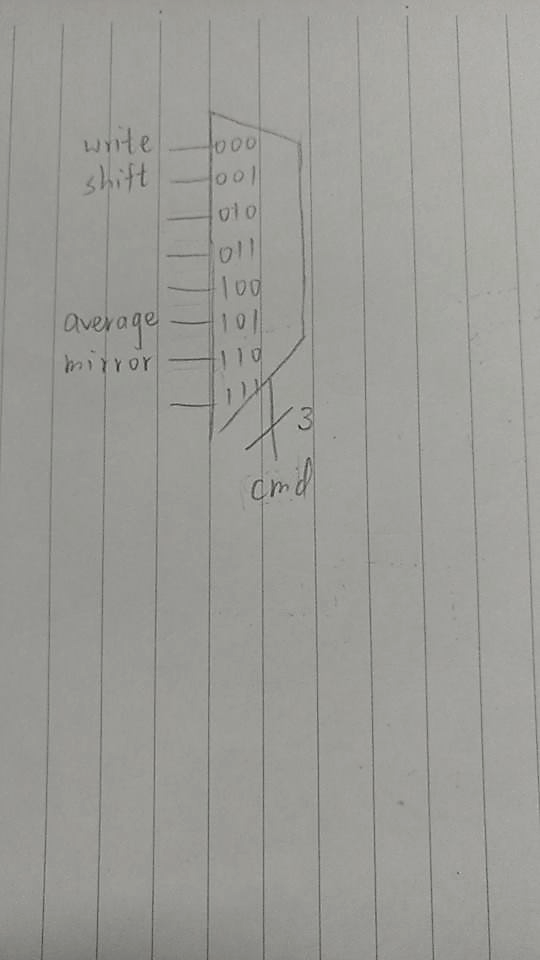 write 000
shift 001
010
011
100
average 101
mirror 110
111
3
cmd